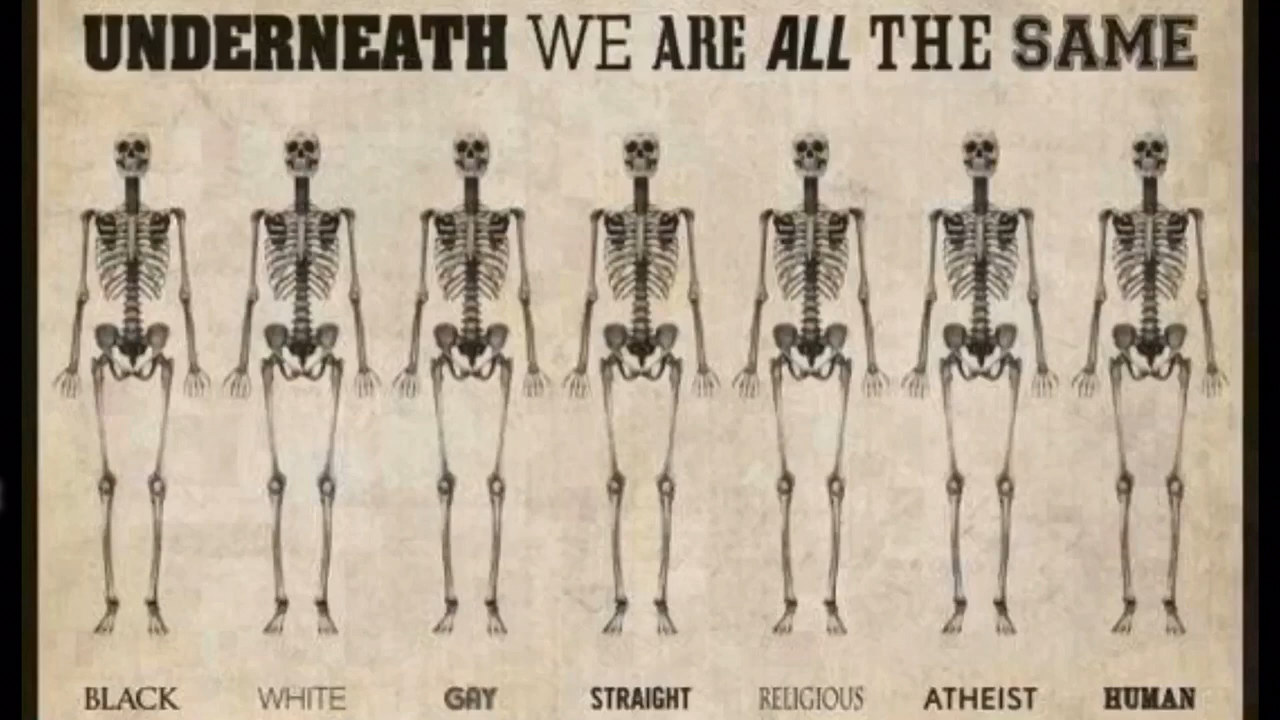 UNDERNEATH WE ARE ALL THE SAME
BLACK WHITE GAY STRAIGHT RELIGIOUS ATHEIST HUMAN